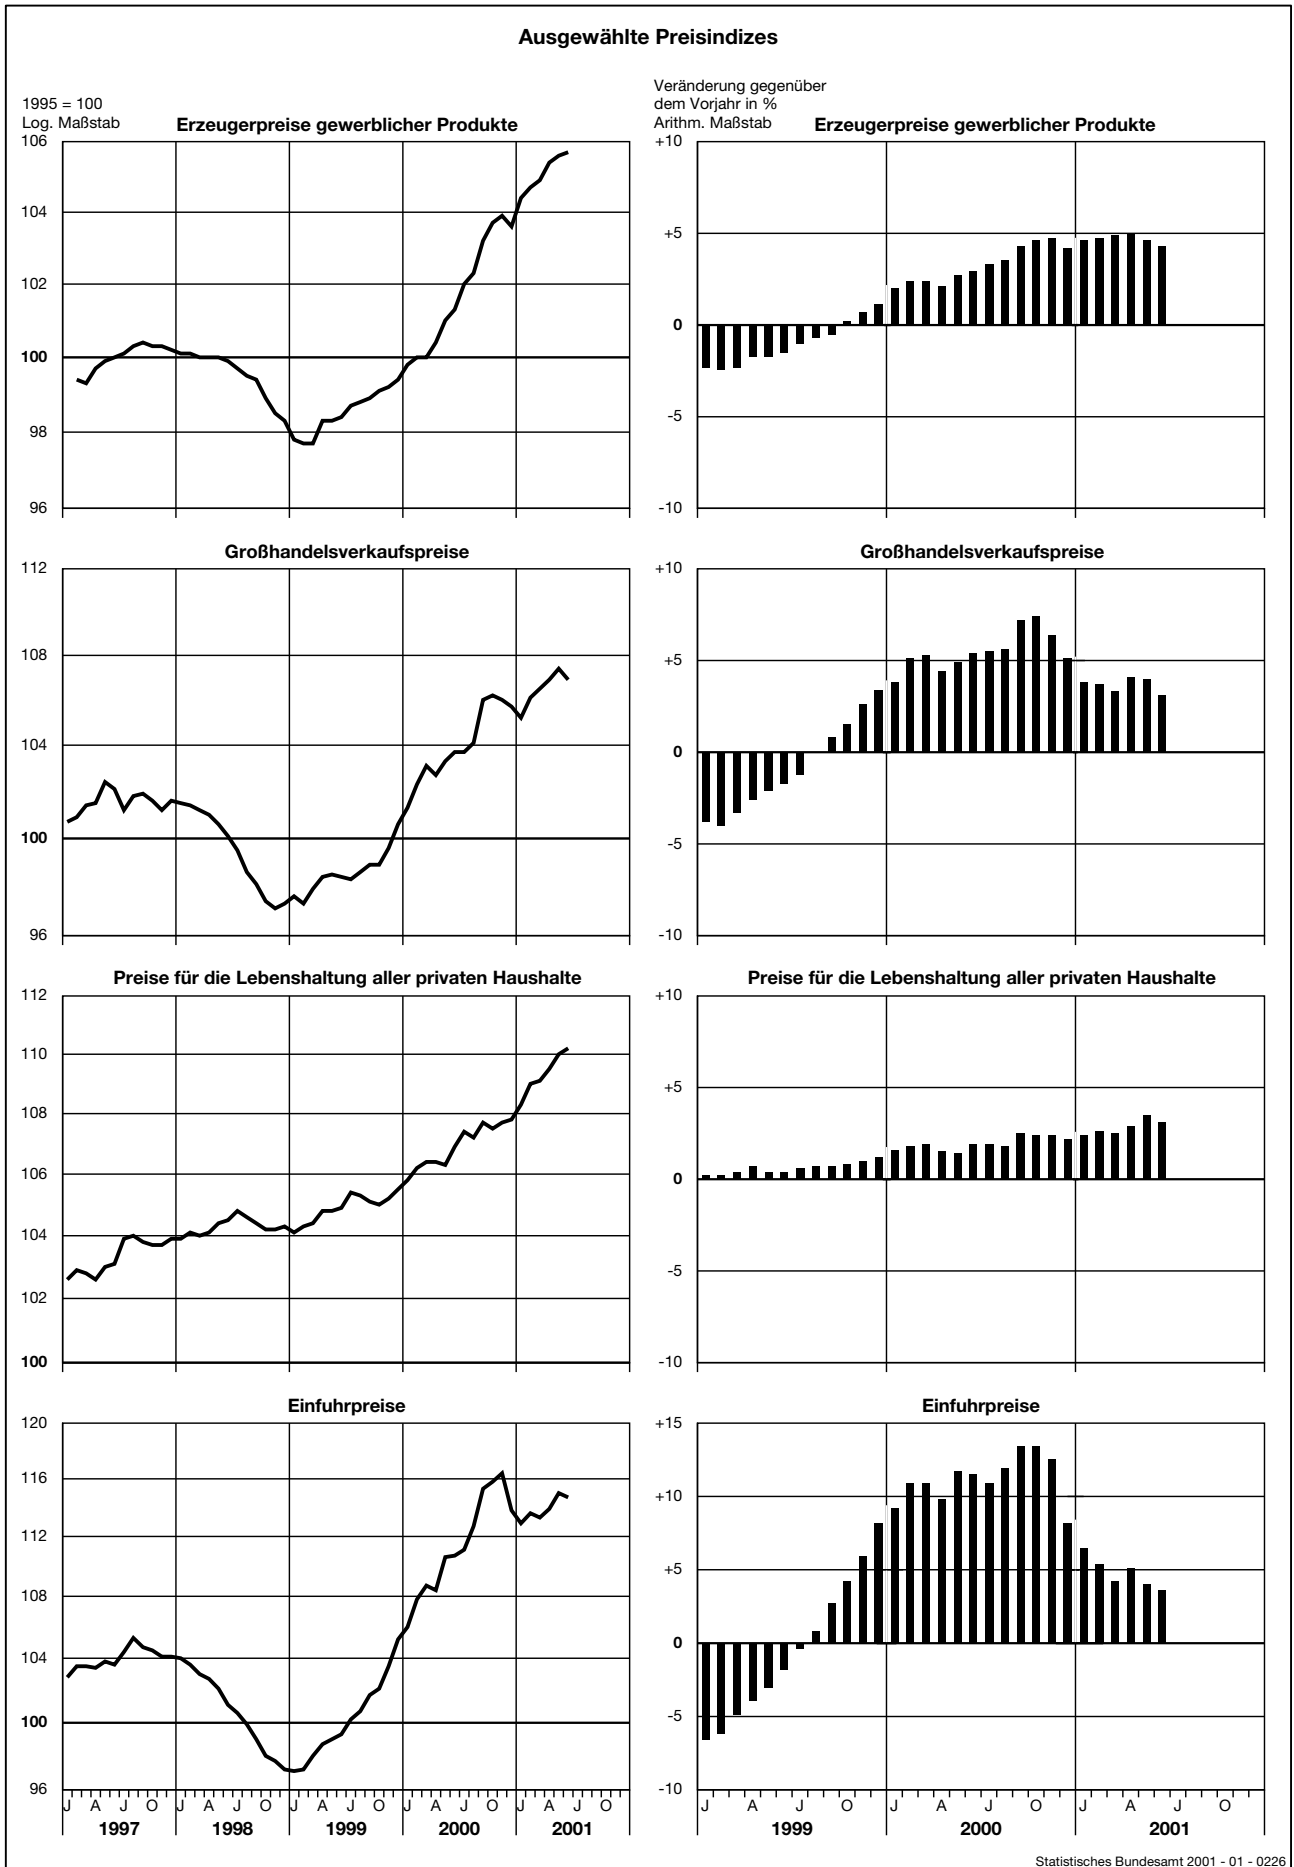 Ausgewählte Preisindizes
1995 = 100
Log. Maßstab
Erzeugerpreise gewerblicher Produkte
106
104
102
100
98
96
Veränderung gegenüber
dem Vorjahr in %
Arithm. Maßstab
Erzeugerpreise gewerblicher Produkte
+10
+5
0
-5
-10
Großhandelsverkaufspreise
112
108
104
100
96
Großhandelsverkaufspreise
+10
+5
0
-5
-10
Preise für die Lebenshaltung aller privaten Haushalte
112
110
108
106
104
102
100
Preise für die Lebenshaltung aller privaten Haushalte
+10
+5
0
-5
-10
Einfuhrpreise
120
116
112
108
104
100
96
J A J O J A J O J A J O J A J O J A J O
1997 1998 1999 2000 2001
Einfuhrpreise
+15
+10
+5
0
-5
-10
J A J O J A J O J A J O
1999 2000 2001
Statistisches Bundesamt 2001 - 01 - 0226